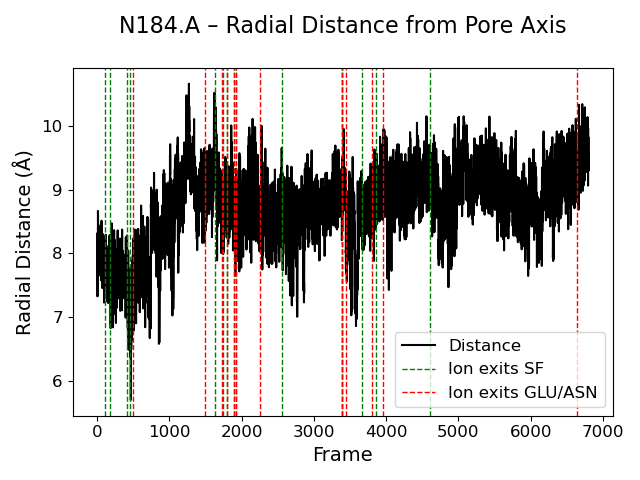 N184.A – Radial Distance from Pore Axis
Radial Distance (Å)
10
9
8
7
6
0 1000 2000 3000 4000 5000 6000 7000
Frame
Distance
Ion exits SF
Ion exits GLU/ASN